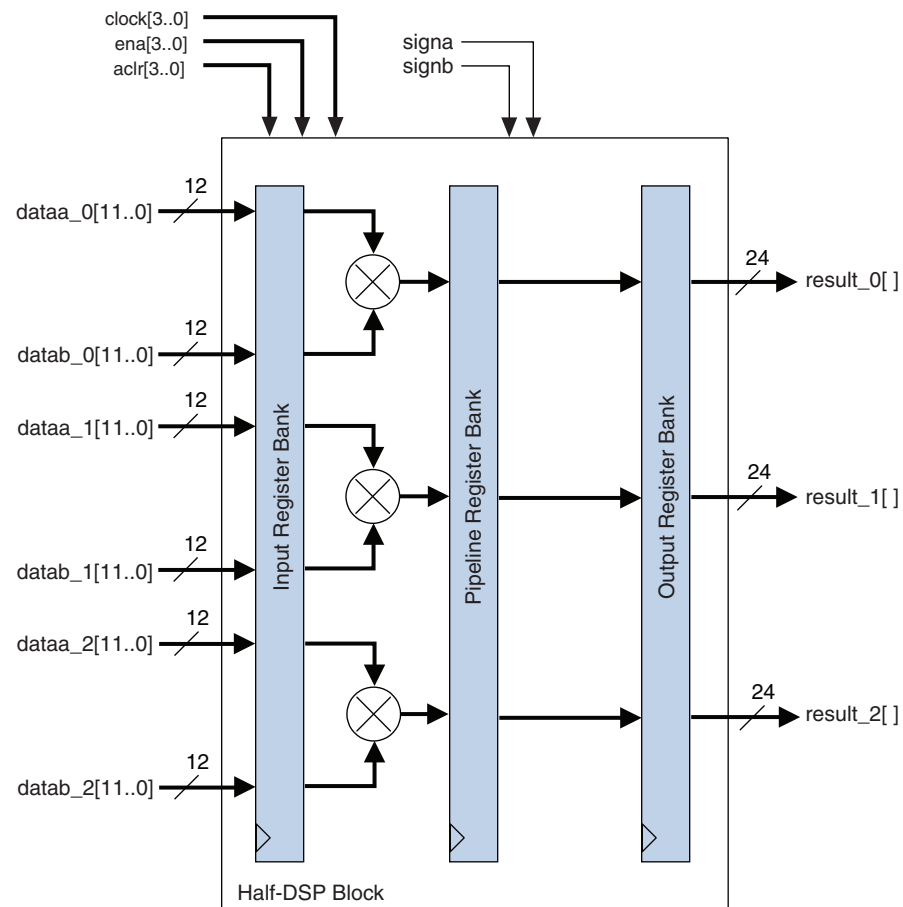 clock[3..0]
ena[3..0]
aclr[3..0]
signa
signb
12
dataa_0[11..0]
12
datab_0[11..0]
12
dataa_1[11..0]
12
datab_1[11..0]
12
dataa_2[11..0]
12
datab_2[11..0]
Input Register Bank
Pipeline Register Bank
Output Register Bank
24
result_0[ ]
24
result_1[ ]
24
result_2[ ]
Half-DSP Block